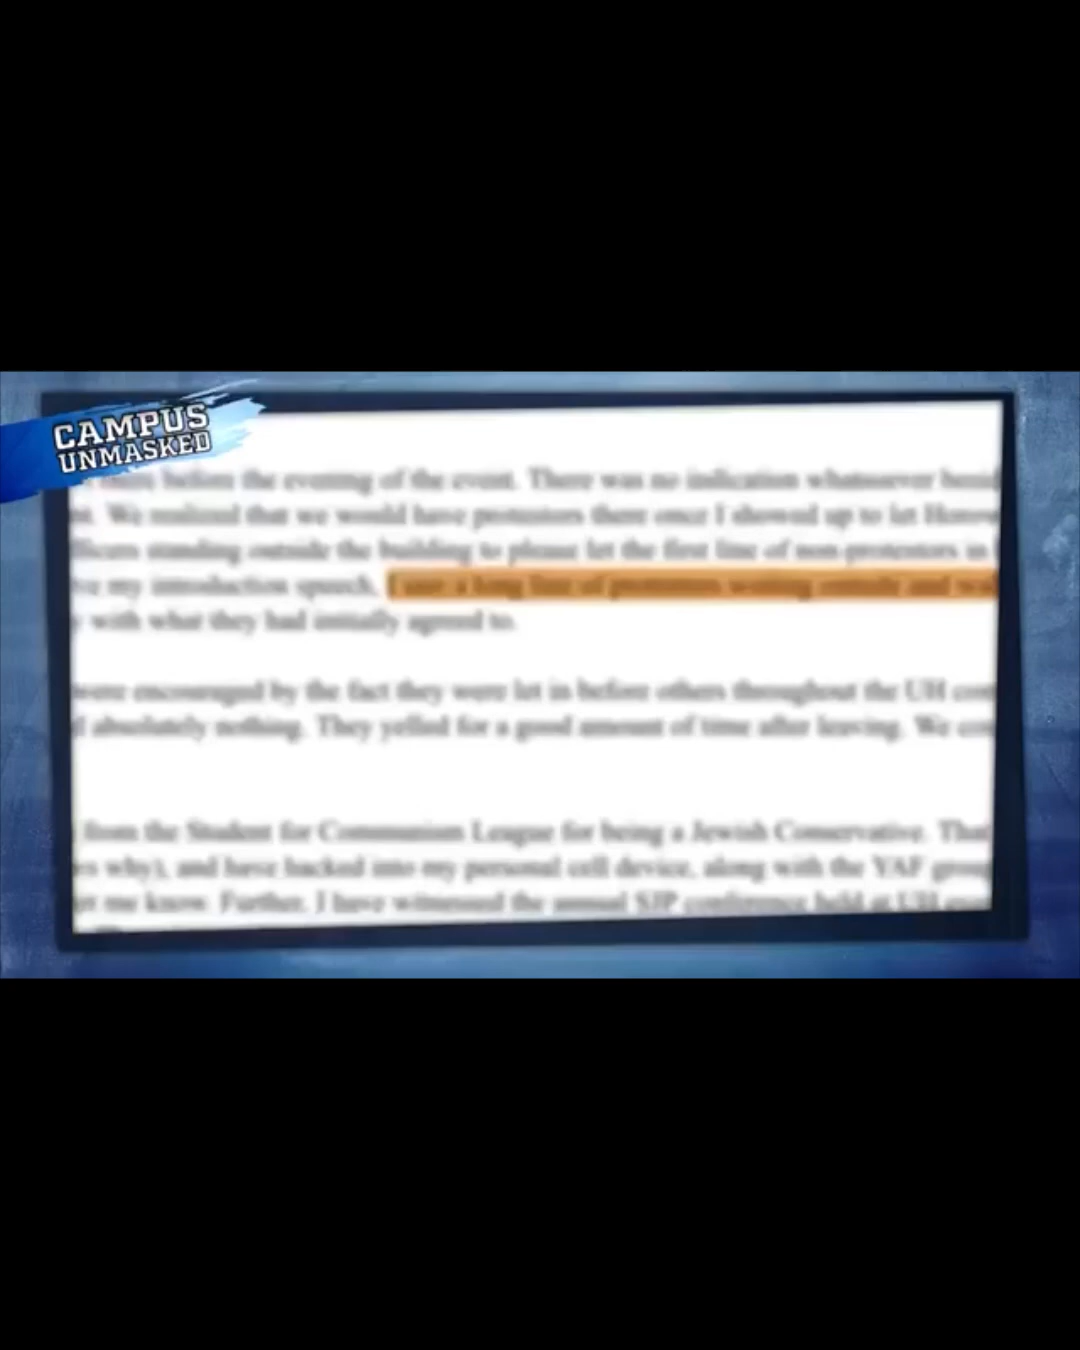 CAMPUS
UNMASKED
before the evening of the event. There was no indication whatsoever
We realized that we would have protestors there once I showed up to let
standing outside the building to please let the first line of non-protestors in
my introduction speech, I saw a long line of protestors waiting outside and
with what they had initially agreed to.
were encouraged by the fact they were let in before others throughout the UH
absolutely nothing. They yelled for a good amount of time after leaving. We
from the Student for Communism League for being a Jewish Conservative.
why), and have hacked into my personal cell device, along with the YAF
me know. Further, I have witnessed the annual SJP conference held at UH